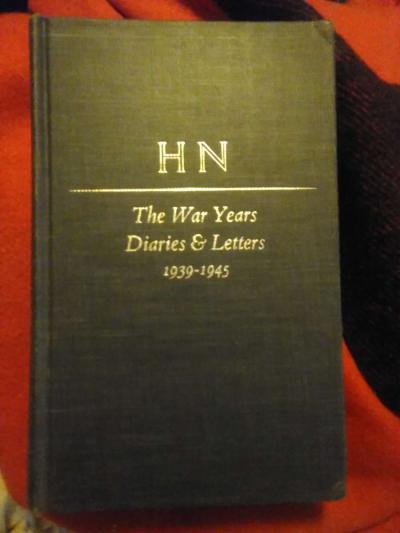 HN
The War Years
Diaries & Letters
1939-1945